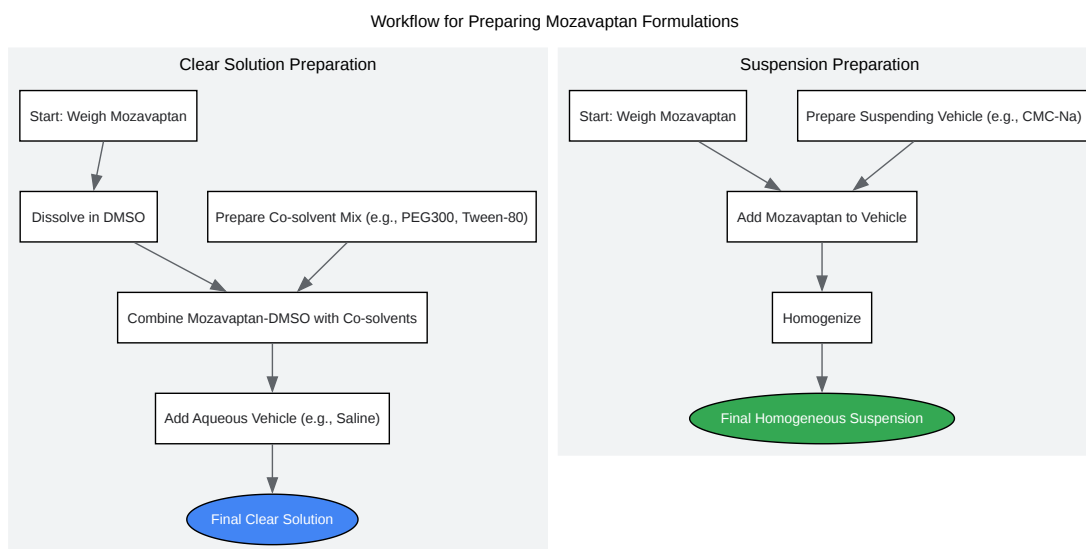 Workflow for Preparing Mozavaptan Formulations
Clear Solution Preparation
Start: Weigh Mozavaptan
Dissolve in DMSO
Prepare Co-solvent Mix (e.g., PEG300, Tween-80)
Combine Mozavaptan-DMSO with Co-solvents
Add Aqueous Vehicle (e.g., Saline)
Final Clear Solution
Suspension Preparation
Start: Weigh Mozavaptan
Prepare Suspending Vehicle (e.g., CMC-Na)
Add Mozavaptan to Vehicle
Homogenize
Final Homogeneous Suspension